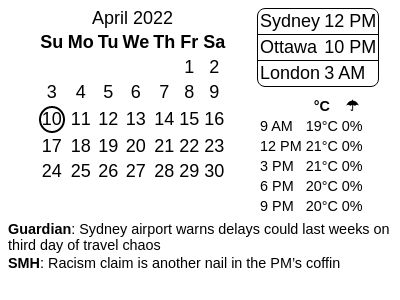 April 2022
Su Mo Tu We Th Fr Sa
1 2
3 4 5 6 7 8 9
10 11 12 13 14 15 16
17 18 19 20 21 22 23
24 25 26 27 28 29 30
Sydney 12 PM
Ottawa 10 PM
London 3 AM
°C ☂
9 AM 19°C 0%
12 PM 21°C 0%
3 PM 21°C 0%
6 PM 20°C 0%
9 PM 20°C 0%
Guardian: Sydney airport warns delays could last weeks on
third day of travel chaos
SMH: Racism claim is another nail in the PM's coffin